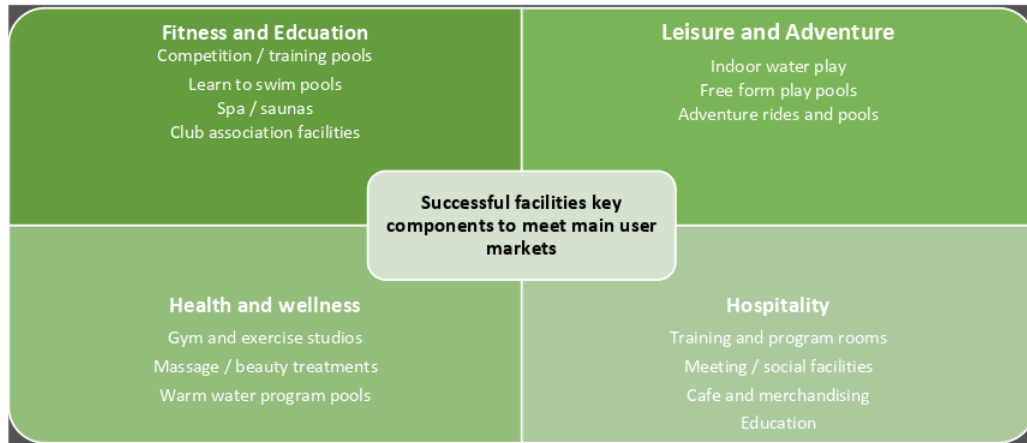 Fitness and Edcuation
Competition / training pools
Learn to swim pools
Spa / saunas
Club association facilities
Leisure and Adventure
Indoor water play
Free form play pools
Adventure rides and pools
Successful facilities key
components to meet main user
markets
Health and wellness
Gym and exercise studios
Massage / beauty treatments
Warm water program pools
Hospitality
Training and program rooms
Meeting / social facilities
Cafe and merchandising
Education